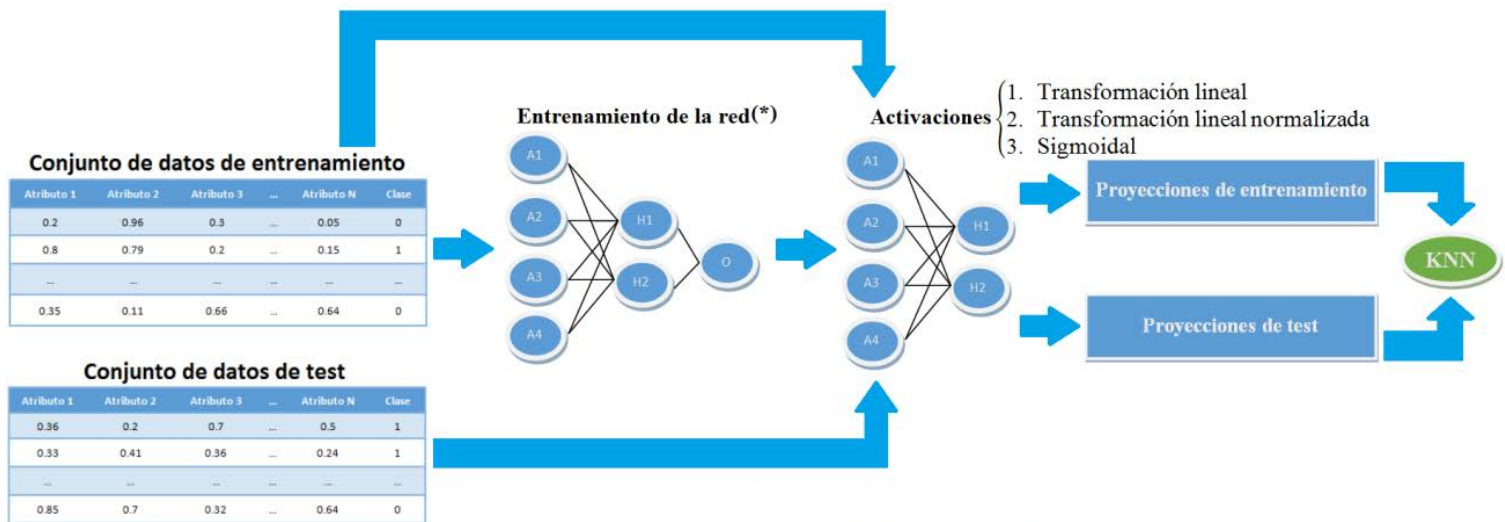 Conjunto de datos de entrenamiento
Atributo 1 Atributo 2 Atributo 3 ... Atributo N Clase
0.2 0.96 0.3 ... 0.05 0
0.8 0.79 0.2 ... 0.15 1
... ... ... ... ... ...
0.35 0.11 0.66 ... 0.64 0
Conjunto de datos de test
Atributo 1 Atributo 2 Atributo 3 ... Atributo N Clase
0.36 0.2 0.7 ... 0.5 1
0.33 0.41 0.36 ... 0.24 1
... ... ... ... ... ...
0.85 0.7 0.32 ... 0.64 0
Entrenamiento de la red(*)
A1
A2
A3
A4
H1
H2
O
Activaciones
1. Transformación lineal
2. Transformación lineal normalizada
3. Sigmoidal
A1
A2
A3
A4
H1
H2
Proyecciones de entrenamiento
Proyecciones de test
KNN